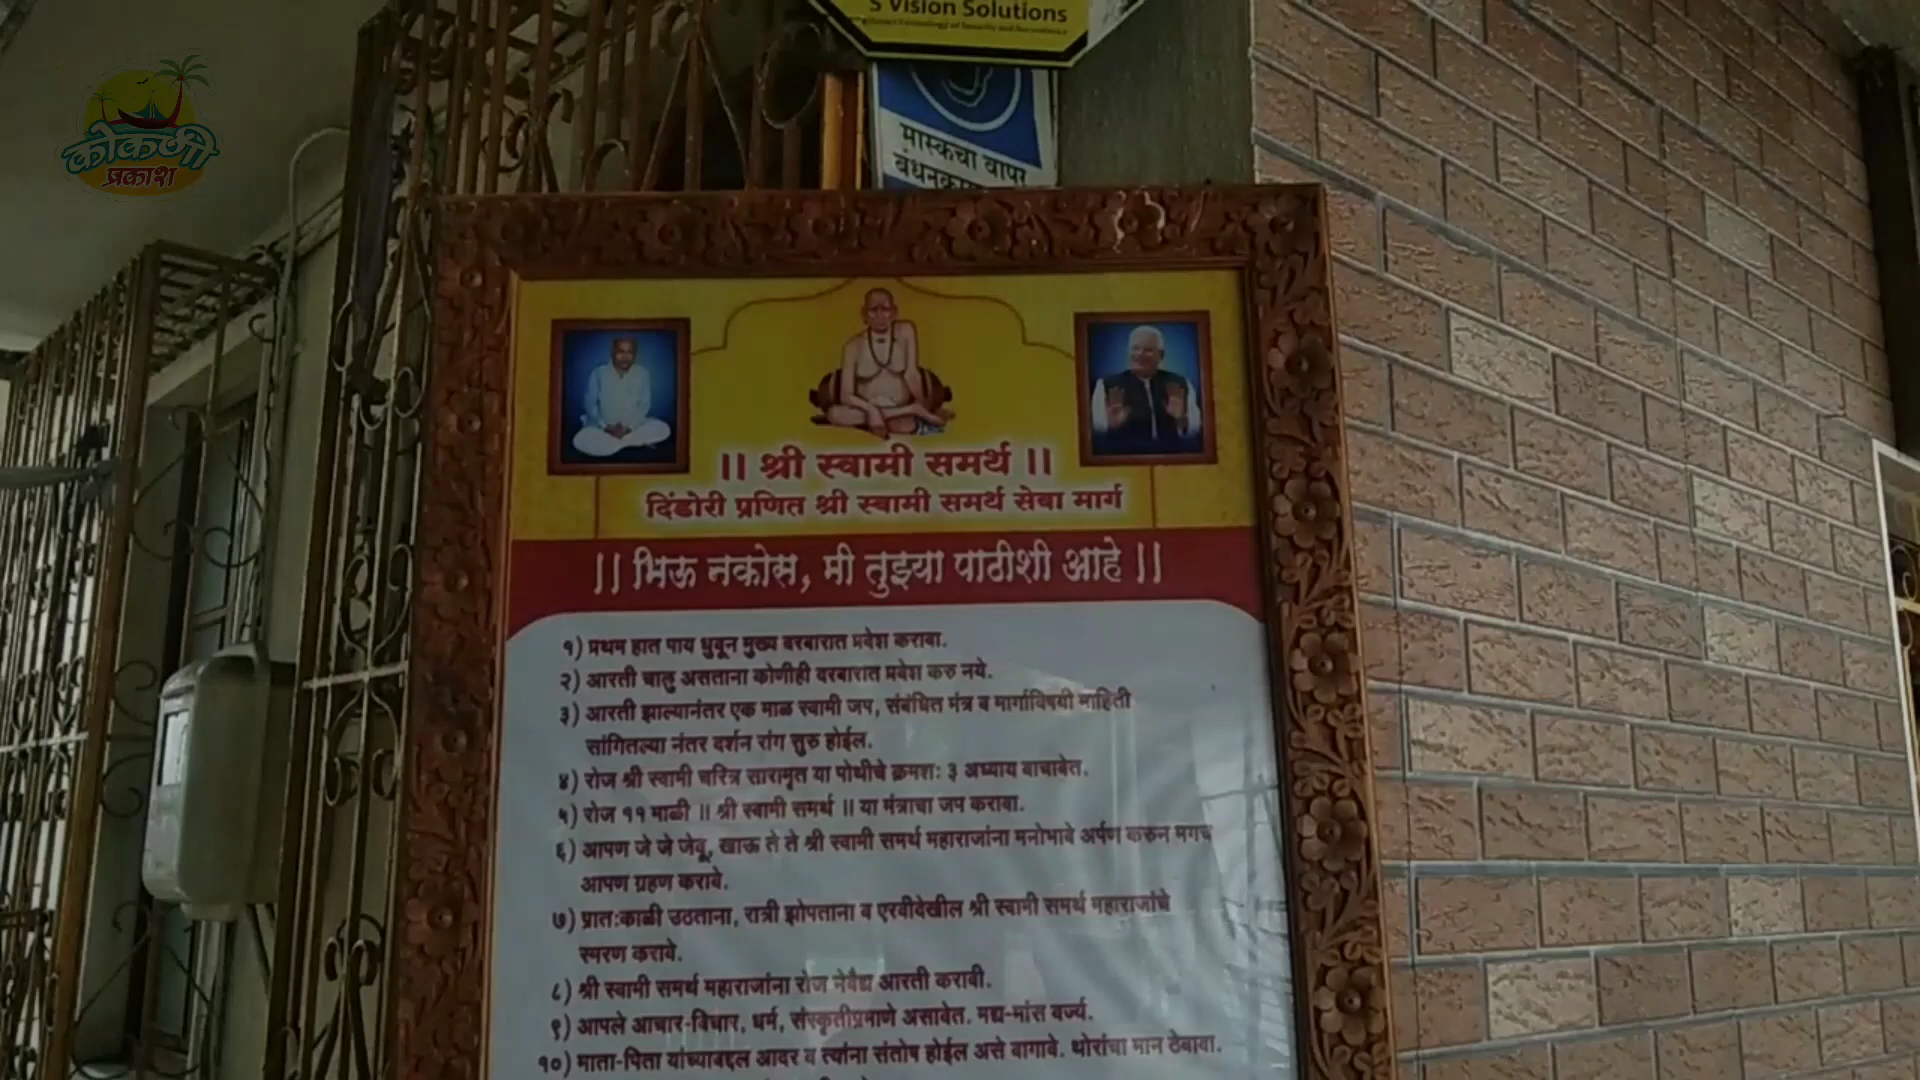 S Vision Solutions
कोकणी
प्रकाश
मास्कचा वापर
॥ श्री स्वामी समर्थ ॥
दिंडोरी प्रणित श्री स्वामी समर्थ सेवा मार्ग
|| भिऊ नकोस, मी तुझ्या पाठीशी आहे ||
१) प्रथम हात पाय धुवून मुख्य दरबारात प्रवेश करावा.
२) आरती चालु असताना कोणीही दरबारात प्रवेश करु नये.
३) आरती झाल्यानंतर एक माळ स्वामी जप, संबंधित मंत्र व मार्गाविषयी माहिती
सांगितल्या नंतर दर्शन रांग सुरु होईल.
४) रोज श्री स्वामी चरित्र सारामृत या पोथीचे क्रमशः ३ अध्याय वाचावेत.
५) रोज ११ माळी ॥ श्री स्वामी समर्थ ॥ या मंत्राचा जप करावा.
६) आपण जे जे जेवू, खाऊ ते ते श्री स्वामी समर्थ महाराजांना मनोभावे अर्पण करुन मगच
आपण ग्रहण करावे.
७) प्रात:काळी उठताना, रात्री झोपताना व एरवीदेखील श्री स्वामी समर्थ महाराजांचे
स्मरण करावे.
८) श्री स्वामी समर्थ महाराजांना रोज नेवैद्य आरती करावी.
९) आपले आचार-विचार, धर्म, संस्कृतीप्रमाणे असावेत. मद्य-मांस वर्ज्य.
१०) माता-पिता यांच्याबद्दल आदर व त्यांना संतोष होईल असे वागावे. थोरांचा मान ठेवावा.